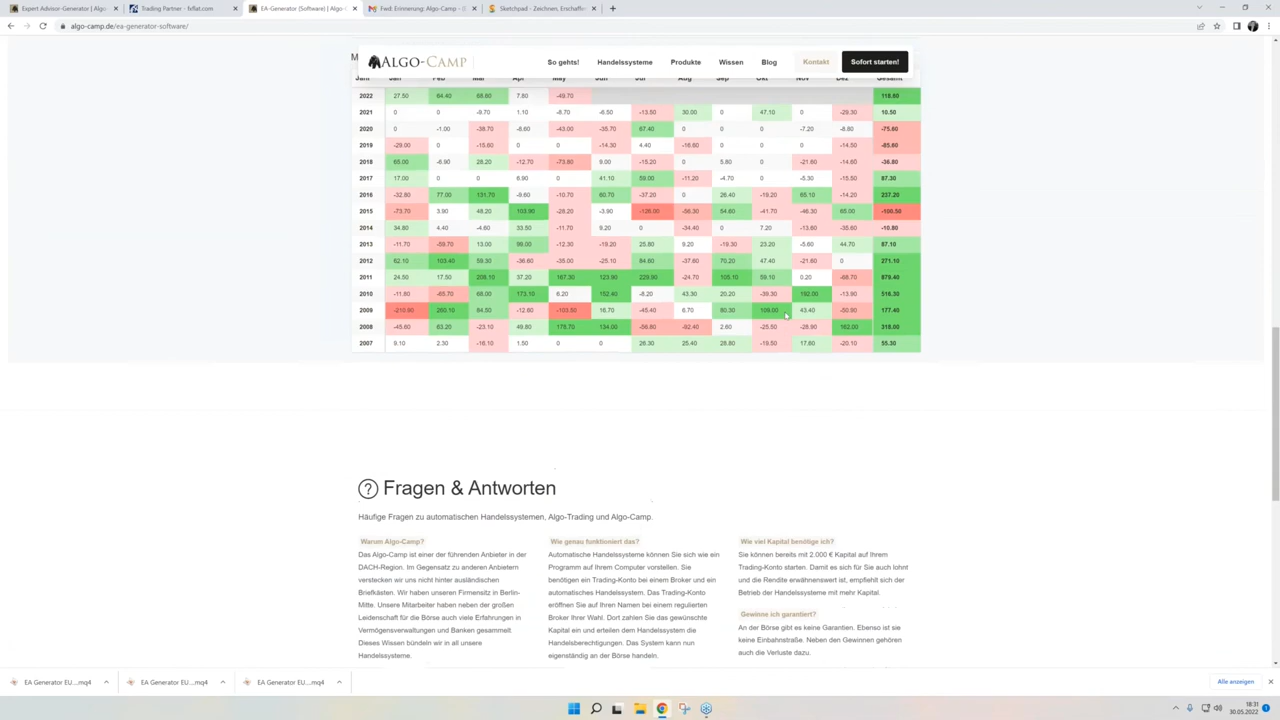 Expert Advisor-Generator | Algo
Trading Partner - fxflat.com
EA-Generator (Software) | Algo-
Fwd: Erinnerung: Algo-Camp - 
Sketchpad - Zeichnen, Erschaffe
algo-camp.de/ea-generator-software/
ALGO-CAMP
So gehts!
Handelssysteme
Produkte
Wissen
Blog
Kontakt
Sofort starten!
Jahr Jan Feb Mar Apr May Jun Jul Aug Sep Okt Nov Dez Gesamt
2022 27.50 64.40 68.80 7.80 -49.70 118.80
2021 0 0 -9.70 1.10 -8.70 -6.50 -13.50 30.00 0 47.10 0 -29.30 10.50
2020 0 -1.00 -38.70 -8.60 -43.00 -35.70 67.40 0 0 0 -7.20 -8.80 -75.60
2019 -29.00 0 -15.60 0 0 -14.30 4.40 -16.60 0 0 0 -14.50 -85.60
2018 65.00 -6.90 28.20 -12.70 -73.80 9.00 -15.20 0 5.80 0 -21.60 -14.60 -36.80
2017 17.00 0 0 6.90 0 41.10 59.00 -11.20 -4.70 0 -5.30 -15.50 87.30
2016 -32.80 77.00 131.70 -9.60 -10.70 60.70 -37.20 0 26.40 -19.20 65.10 -14.20 237.20
2015 -73.70 3.90 48.20 103.90 -28.20 -3.90 -126.00 -56.30 54.60 -41.70 -46.30 65.00 -100.50
2014 34.80 4.40 -4.60 33.50 -11.70 9.20 0 -34.40 0 7.20 -13.60 -35.60 -10.80
2013 -11.70 -59.70 13.00 99.00 -12.30 -19.20 25.80 9.20 -19.30 23.20 -5.60 44.70 87.10
2012 62.10 103.40 59.30 -36.60 -35.00 -25.10 84.60 -37.60 70.20 47.40 -21.60 0 271.10
2011 24.50 17.50 208.10 37.20 167.30 123.90 229.90 -24.70 105.10 59.10 0.20 -68.70 879.40
2010 -11.60 -65.70 68.00 173.10 6.20 152.40 -8.20 43.30 20.20 -39.30 192.00 -13.90 516.30
2009 -210.90 260.10 84.50 -12.60 -103.50 16.70 -45.40 6.70 80.30 109.00 43.40 -50.90 177.40
2008 -45.60 63.20 -23.10 49.80 175.70 134.00 -56.80 -92.40 2.60 -25.50 -28.90 162.00 318.00
2007 9.10 2.30 -16.10 1.50 0 0 26.30 25.40 28.80 -19.50 17.60 -20.10 55.30
? Fragen & Antworten
Häufige Fragen zu automatischen Handelssystemen, Algo-Trading und Algo-Camp.
Warum Algo-Camp?
Das Algo-Camp ist einer der führenden Anbieter in der
DACH-Region. Im Gegensatz zu anderen Anbietern
verstecken wir uns nicht hinter ausländischen
Briefkästen. Wir haben unseren Firmensitz in Berlin-
Mitte. Unsere Mitarbeiter haben neben der großen
Leidenschaft für die Börse auch viele Erfahrungen in
Vermögensverwaltungen und Banken gesammelt.
Dieses Wissen bündeln wir in all unsere
Handelssysteme.
Wie genau funktioniert das?
Automatische Handelssysteme können Sie sich wie ein
Programm auf Ihrem Computer vorstellen. Sie
benötigen ein Trading-Konto bei einem Broker und ein
automatisches Handelssystem. Das Trading-Konto
eröffnen Sie auf Ihren Namen bei einem regulierten
Broker Ihrer Wahl. Dort zahlen Sie das gewünschte
Kapital ein und erteilen dem Handelssystem die
Handelsberechtigungen. Das System kann nun
eigenständig an der Börse handeln.
Wie viel Kapital benötige ich?
Sie können bereits mit 2.000 € Kapital auf Ihrem
Trading-Konto starten. Damit es sich für Sie auch lohnt
und die Rendite erwähnenswert ist, empfiehlt sich der
Betrieb der Handelssysteme mit mehr Kapital.
Gewinne ich garantiert?
An der Börse gibt es keine Garantien. Ebenso ist sie
keine Einbahnstraße. Neben den Gewinnen gehören
auch die Verluste dazu.
EA Generator EU....mq4
EA Generator EU....mq4
EA Generator EU....mq4
Alle anzeigen
18:31
30.05.2022